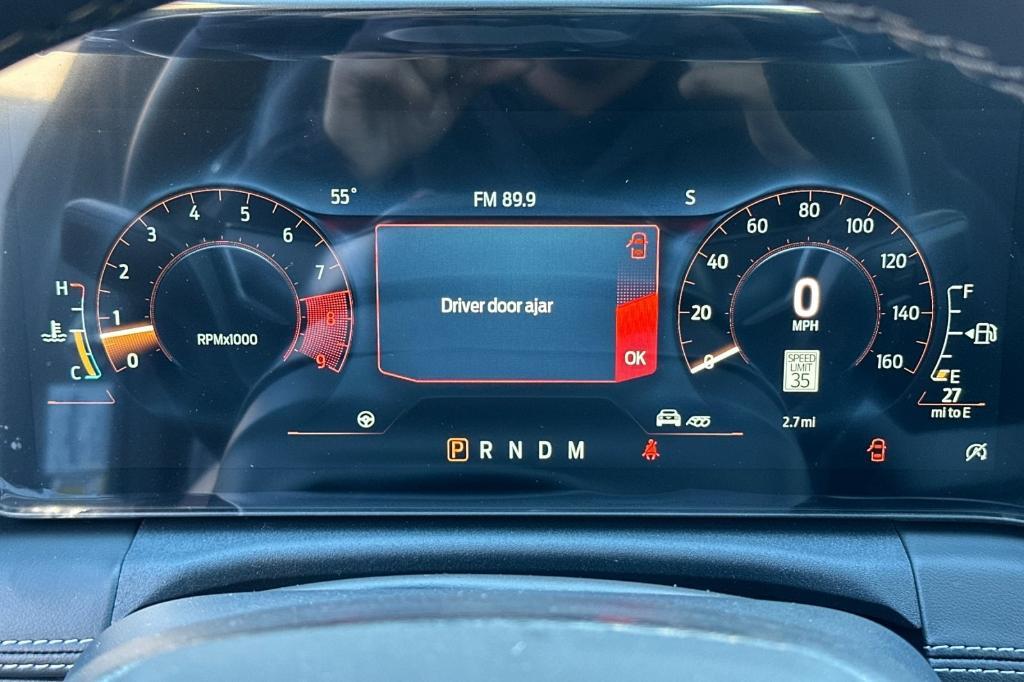 55° FM 89.9 S
0 1 2 3 4 5 6 7 8 9
RPMx1000
H
C
Driver door ajar
OK
0 20 40 60 80 100 120 140 160
0
MPH
SPEED
LIMIT
35
2.7 mi
F
E
27
mi to E
P R N D M